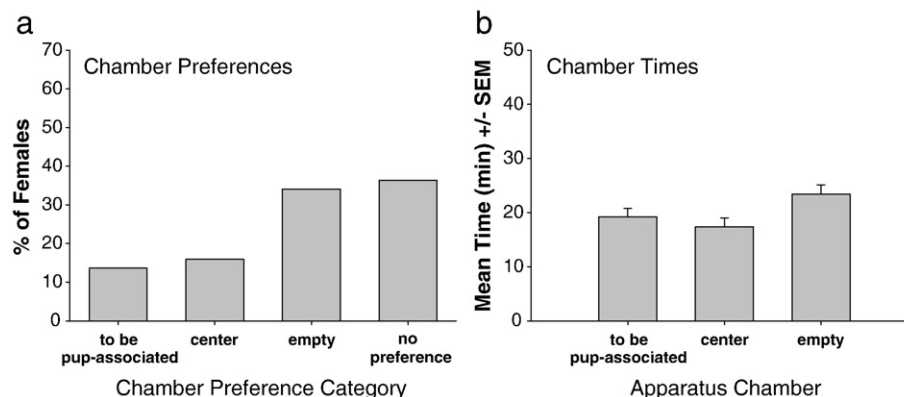 a
Chamber Preferences
% of Females
70
60
50
40
30
20
10
0
to be
pup-associated
center
empty
no
preference
Chamber Preference Category
b
Chamber Times
Mean Time (min) +/- SEM
50
40
30
20
10
0
to be
pup-associated
center
empty
Apparatus Chamber